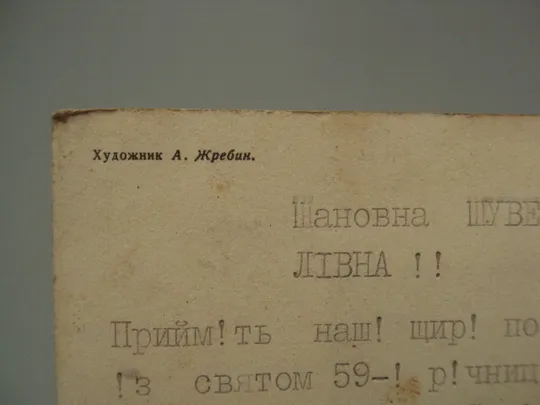 Художник А. Жребин.
Шановна ШУВЕ
ЛІВНА !!
Прийм!ть наш! щир! по
!з святом 59-! р!чниц